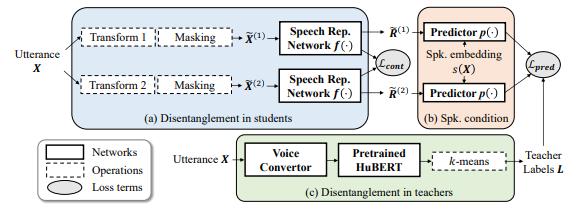 Utterance
X
Transform 1
Masking
X̃(1)
Speech Rep.
Network f(·)
R̃(1)
Predictor p(·)
Lcont
Spk. embedding
s(X)
Lpred
Transform 2
Masking
X̃(2)
Speech Rep.
Network f(·)
R̃(2)
Predictor p(·)
(a) Disentanglement in students
(b) Spk. condition
Networks
Operations
Loss terms
Utterance X
Voice
Convertor
Pretrained
HuBERT
k-means
Teacher
Labels L
(c) Disentanglement in teachers